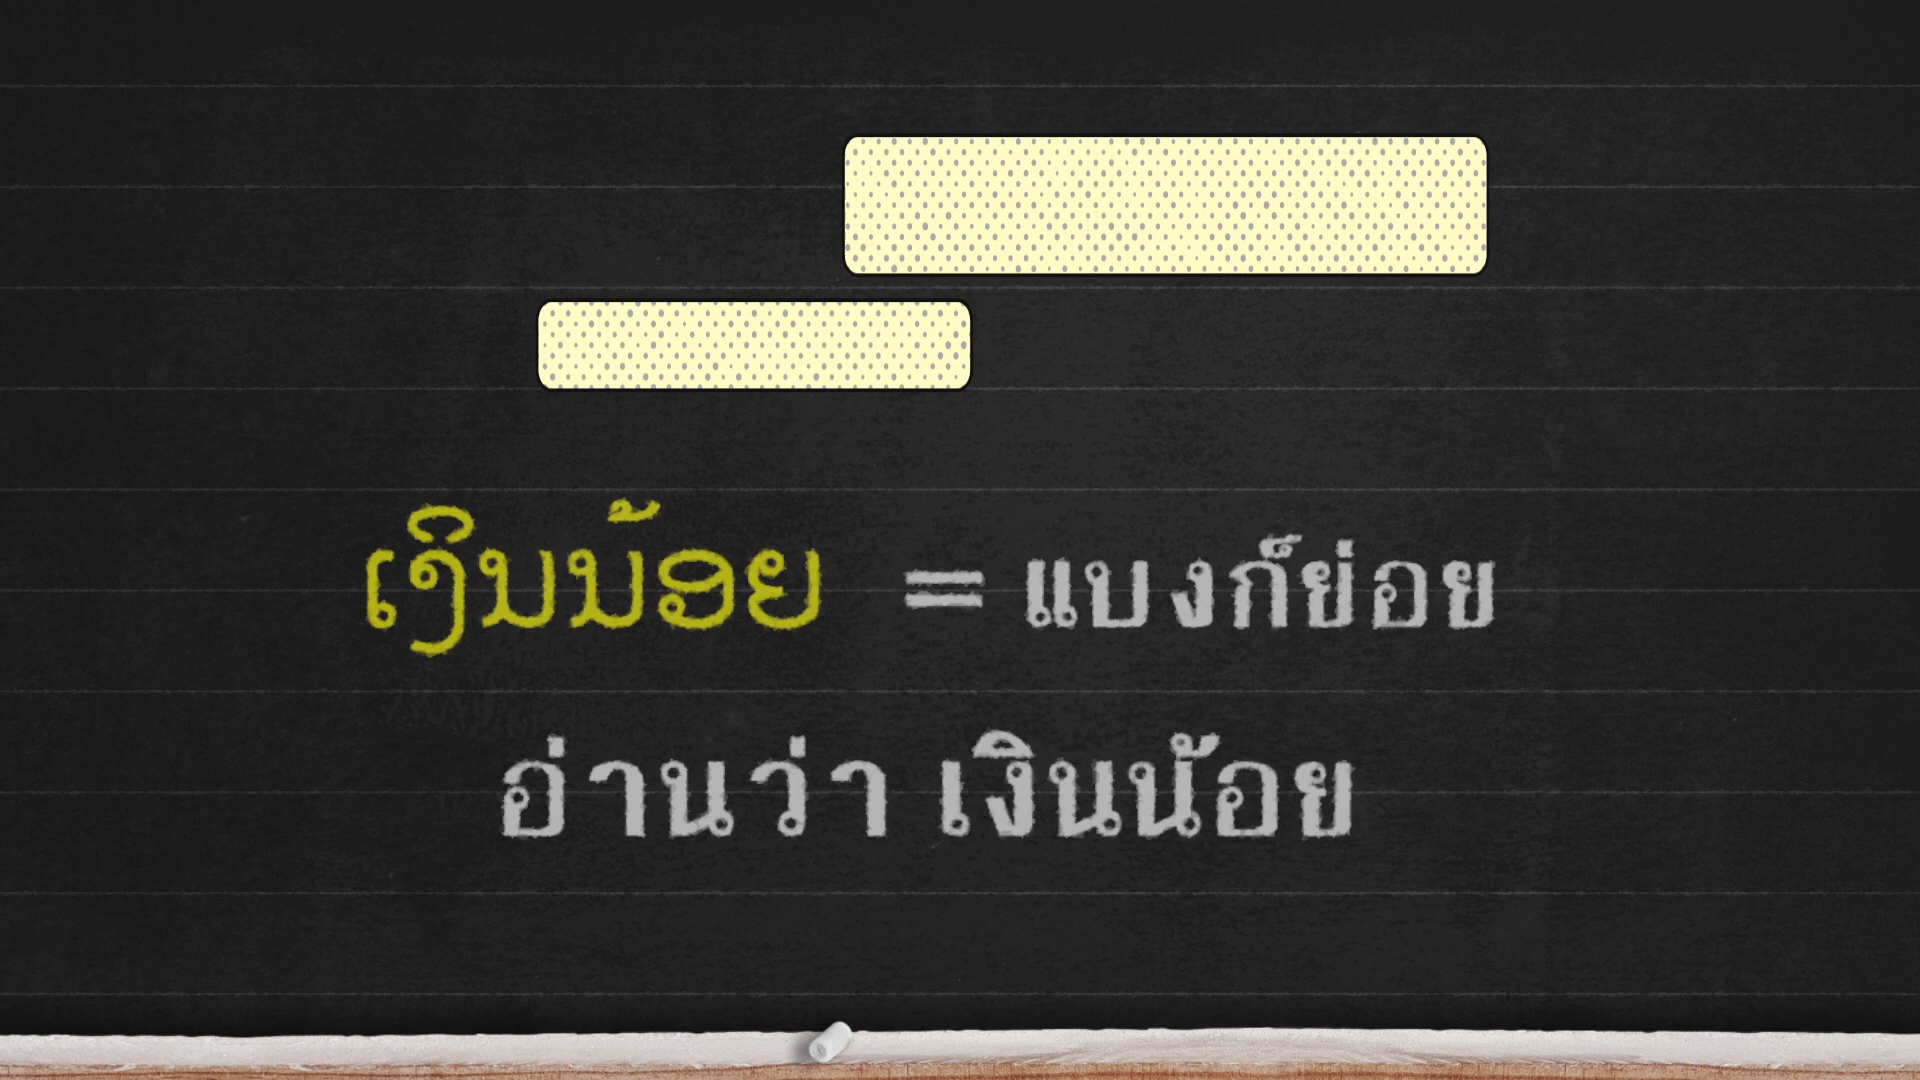 ເງິນນ້ອຍ = แบงก์ย่อย
อ่านว่า เงินน้อย